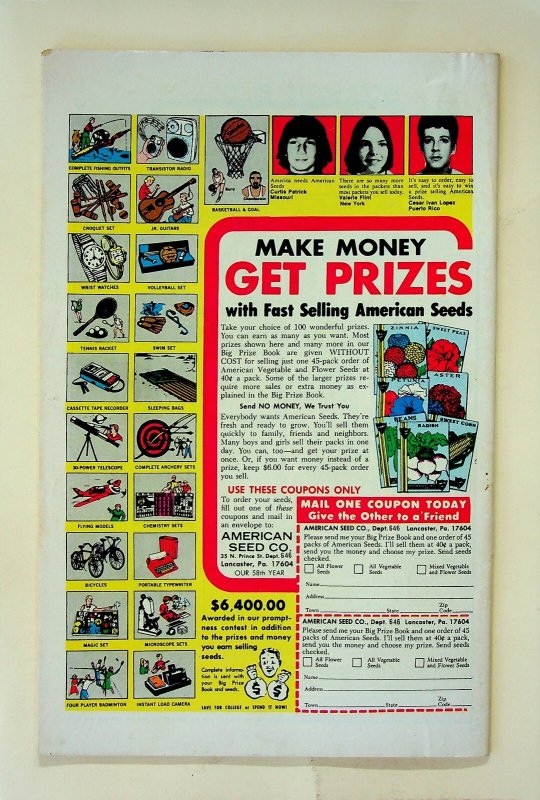 COMPLETE FISHING OUTFITS
TRANSISTOR RADIO
CROQUET SET
JR. GUITARS
WRIST WATCHES
VOLLEYBALL SET
TENNIS RACKET
SWIM SET
CASSETTE TAPE RECORDER
SLEEPING BAGS
30-POWER TELESCOPE
COMPLETE ARCHERY SETS
FLYING MODELS
CHEMISTRY SETS
BICYCLES
PORTABLE TYPEWRITER
MAGIC SET
MICROSCOPE SETS
FOUR PLAYER BADMINTON
INSTANT LOAD CAMERA
BASKETBALL & GOAL
America needs American
Seeds
Curtis Patrick
Missouri
There are so many more
seeds in the packets than
most packets you sell today.
Valerie Flint
New York
It's easy to order, easy to
sell, and it's easy to win
a prize selling American
Seeds.
Cesar Ivan Lopez
Puerto Rico
MAKE MONEY
GET PRIZES
with Fast Selling American Seeds
Take your choice of 100 wonderful prizes.
You can earn as many as you want. Most
prizes shown here and many more in our
Big Prize Book are given WITHOUT
COST for selling just one 45-pack order of
American Vegetable and Flower Seeds at
40¢ a pack. Some of the larger prizes re-
quire more sales or extra money as ex-
plained in the Big Prize Book.
Send NO MONEY, We Trust You
Everybody wants American Seeds. They're
fresh and ready to grow. You'll sell them
quickly to family, friends and neighbors.
Many boys and girls sell their packs in one
day. You can, too—and get your prize at
once. Or, if you want money instead of a
prize, keep $6.00 for every 45-pack order
you sell.
ZINNIA
SWEET PEAS
PETUNIA
ASTER
BEANS
RADISH
SWEET CORN
USE THESE COUPONS ONLY
To order your seeds,
fill out one of these
coupons and mail in
an envelope to:
AMERICAN
SEED CO.
35 N. Prince St. Dept. 546
Lancaster, Pa. 17604
OUR 58th YEAR
$6,400.00
Awarded in our prompt-
ness contest in addition
to the prizes and money
you earn selling
seeds.
Complete informa-
tion is sent with
your Big Prize
Book and seeds.
$ $
SAVE FOR COLLEGE or SPEND IT NOW!
MAIL ONE COUPON TODAY
Give the Other to a Friend
AMERICAN SEED CO., Dept. 546 Lancaster, Pa. 17604
Please send me your Big Prize Book and one order of 45
packs of American Seeds. I'll sell them at 40¢ a pack,
send you the money and choose my prize. Send seeds
checked.
All Flower Seeds
All Vegetable Seeds
Mixed Vegetable and Flower Seeds
Name
Address
Town State Zip Code
AMERICAN SEED CO., Dept. 546 Lancaster, Pa. 17604
Please send me your Big Prize Book and one order of 45
packs of American Seeds. I'll sell them at 40¢ a pack,
send you the money and choose my prize. Send seeds
checked.
All Flower Seeds
All Vegetable Seeds
Mixed Vegetable and Flower Seeds
Name
Address
Town State Zip Code